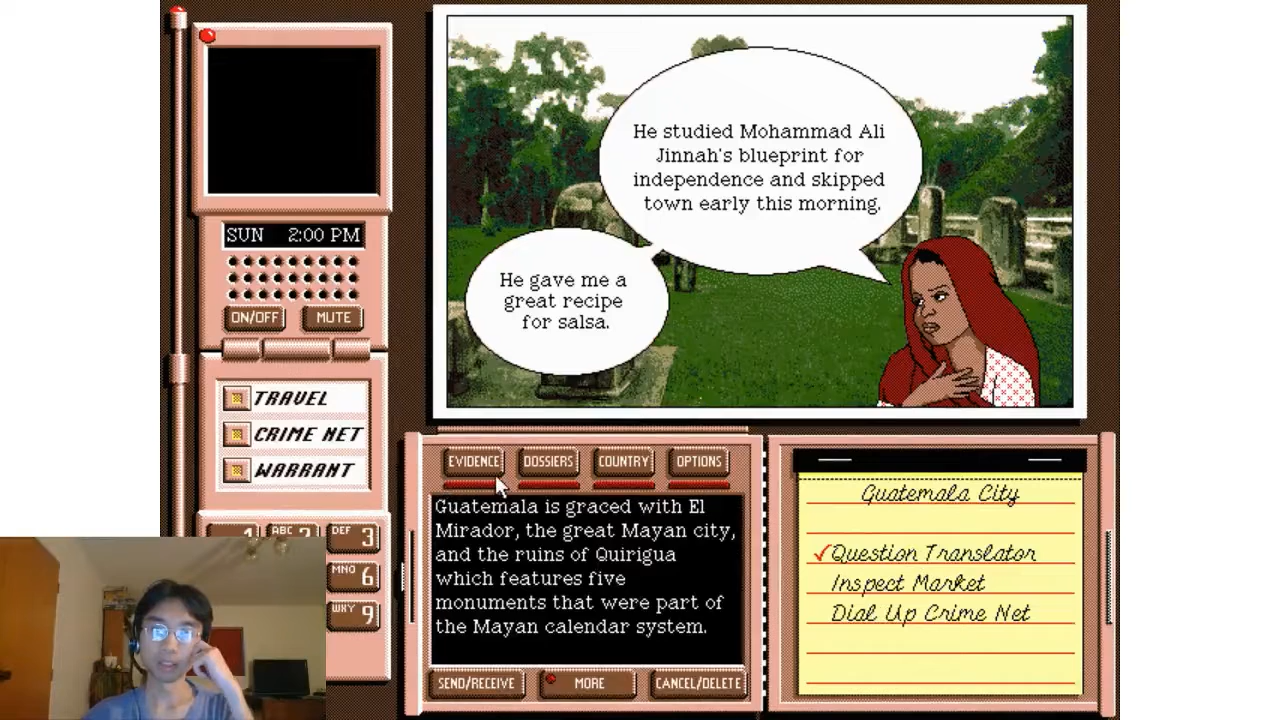 He studied Mohammad Ali
Jinnah's blueprint for
independence and skipped
town early this morning.
He gave me a
great recipe
for salsa.
SUN 2:00 PM
ON/OFF MUTE
TRAVEL
CRIME NET
WARRANT
1 ABC 2 DEF 3
MNO 6
WXY 9
EVIDENCE DOSSIERS COUNTRY OPTIONS
Guatemala is graced with El
Mirador, the great Mayan city,
and the ruins of Quirigua
which features five
monuments that were part of
the Mayan calendar system.
SEND/RECEIVE MORE CANCEL/DELETE
Guatemala City
Question Translator
Inspect Market
Dial Up Crime Net